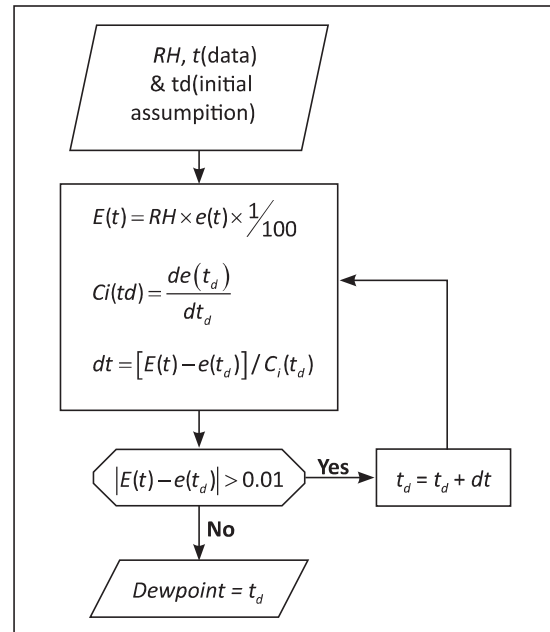 RH, t(data)
& td(initial
assumpition)
E(t) = RH × e(t) × 1/100
Ci(td) = de(t_d)/dt_d
dt = [E(t) − e(t_d)] / C_i(t_d)
|E(t) − e(t_d)| > 0.01
Yes
t_d = t_d + dt
No
Dewpoint = t_d